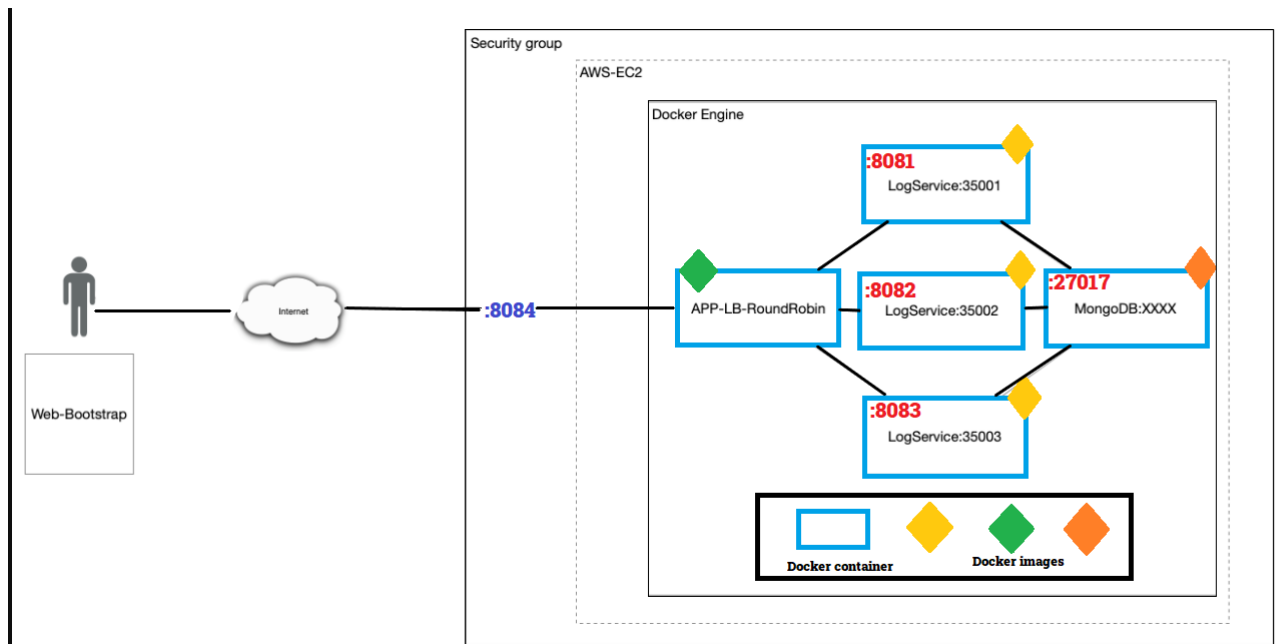 Security group
AWS-EC2
Docker Engine
:8081
LogService:35001
Web-Bootstrap
Internet
:8084
APP-LB-RoundRobin
:8082
LogService:35002
:27017
MongoDB:XXXX
:8083
LogService:35003
Docker container
Docker images